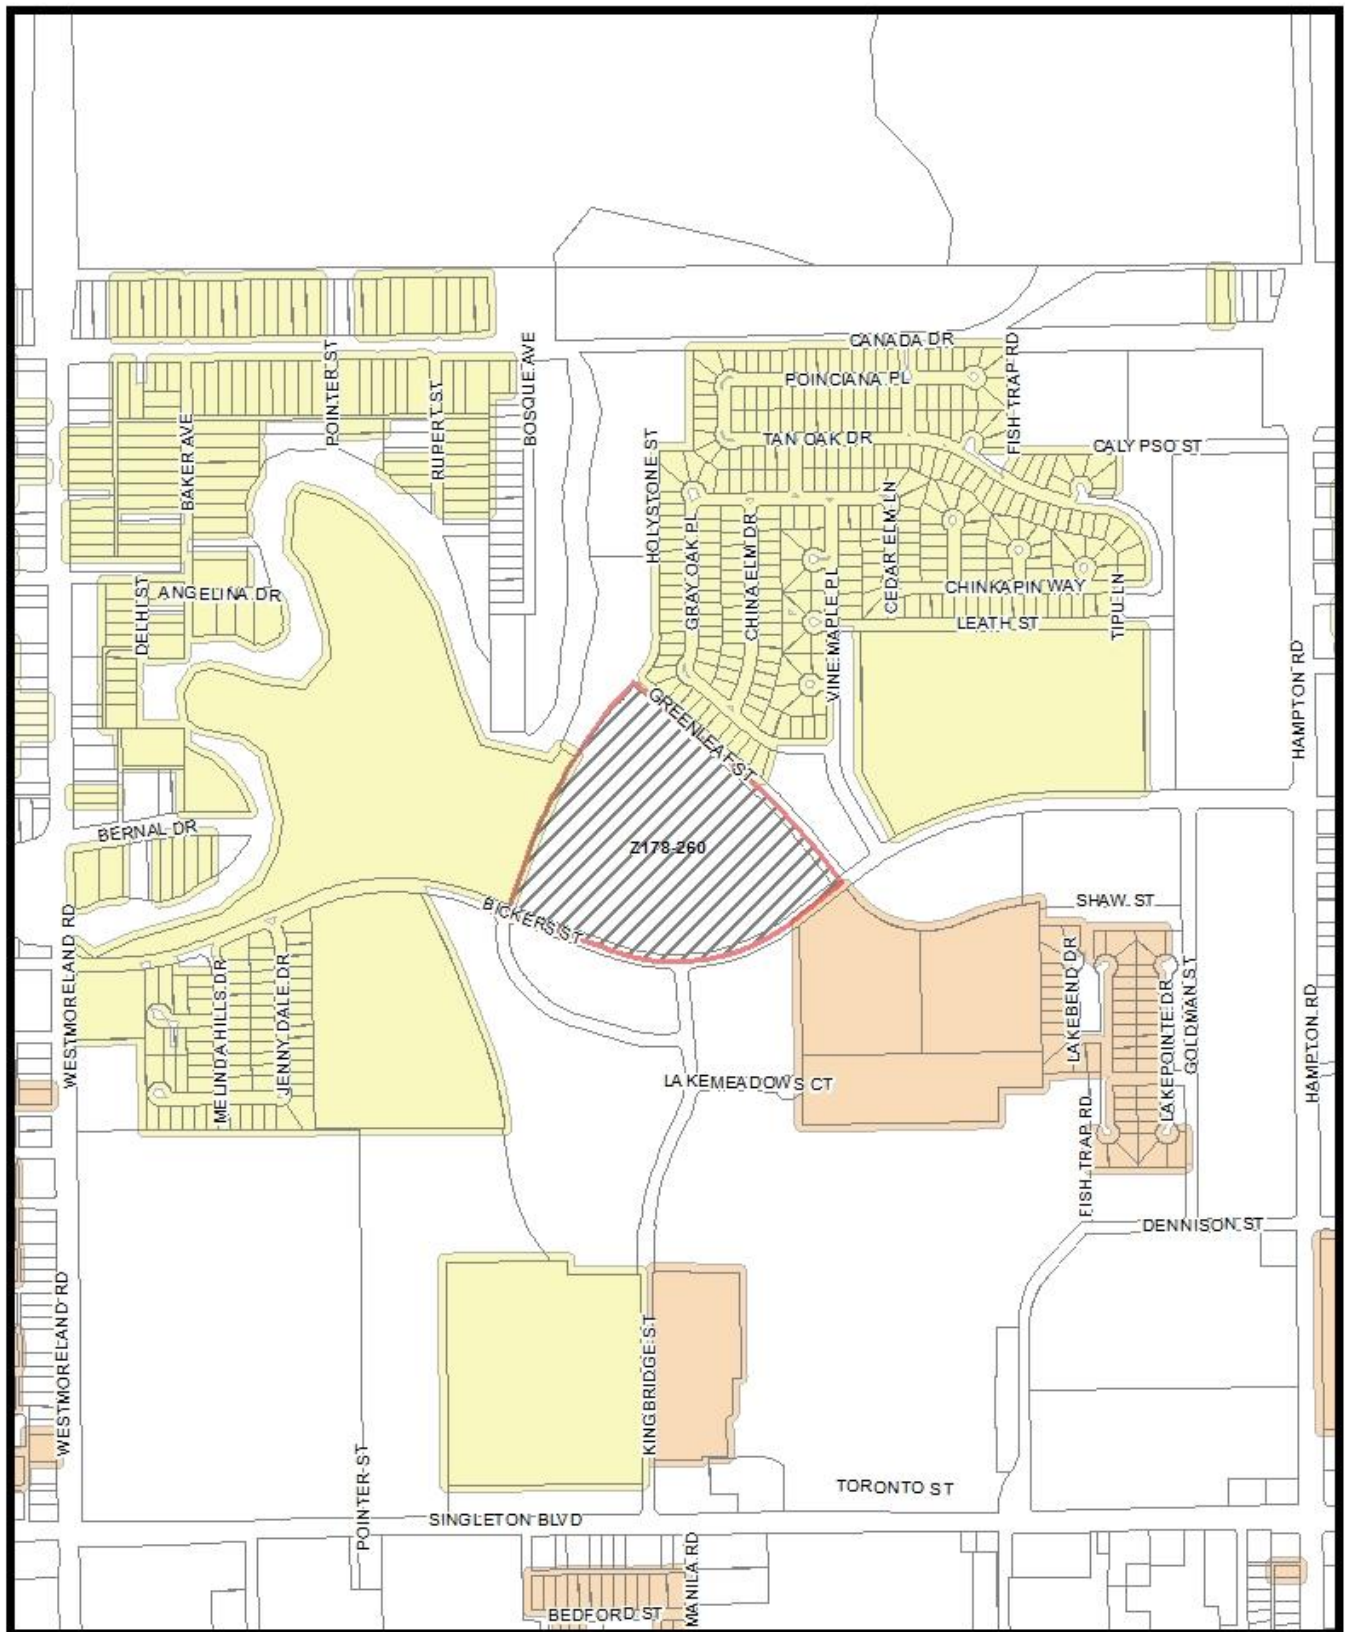 CANADA DR
POINTER ST
BOSQUE AVE
FISH TRAP RD
POINCIANA PL
RUPERT ST
BAKER AVE
TAN OAK DR
CALYPSO ST
HOLYSTONE ST
CEDAR ELM LN
GRAY OAK PL
CHINA ELM DR
DELHI ST
ANGELINA DR
VINE MAPLE PL
CHINKAPIN WAY
TIPU LN
LEATH ST
HAMPTON RD
GREENLEAF ST
BERNAL DR
Z178-260
BICKERS ST
SHAW ST
WESTMORELAND RD
MELINDA HILLS DR
JENNY DALE DR
LAKEBEND DR
LAKEPOINTE DR
GOLDMAN ST
HAMPTON RD
LAKEMEADOWS CT
FISH TRAP RD
DENNISON ST
WESTMORELAND RD
KINGBRIDGE ST
POINTER ST
TORONTO ST
SINGLETON BLVD
MANILA RD
BEDFORD ST